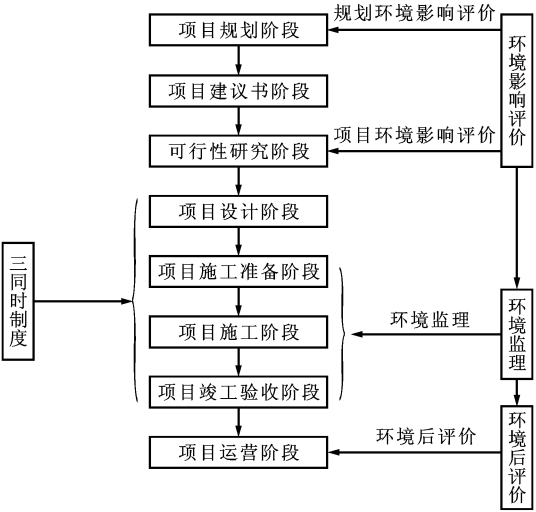 项目规划阶段
规划环境影响评价
环境影响评价
项目建议书阶段
可行性研究阶段
项目环境影响评价
项目设计阶段
三同时制度
项目施工准备阶段
项目施工阶段
环境监理
环境监理
项目竣工验收阶段
项目运营阶段
环境后评价
环境后评价